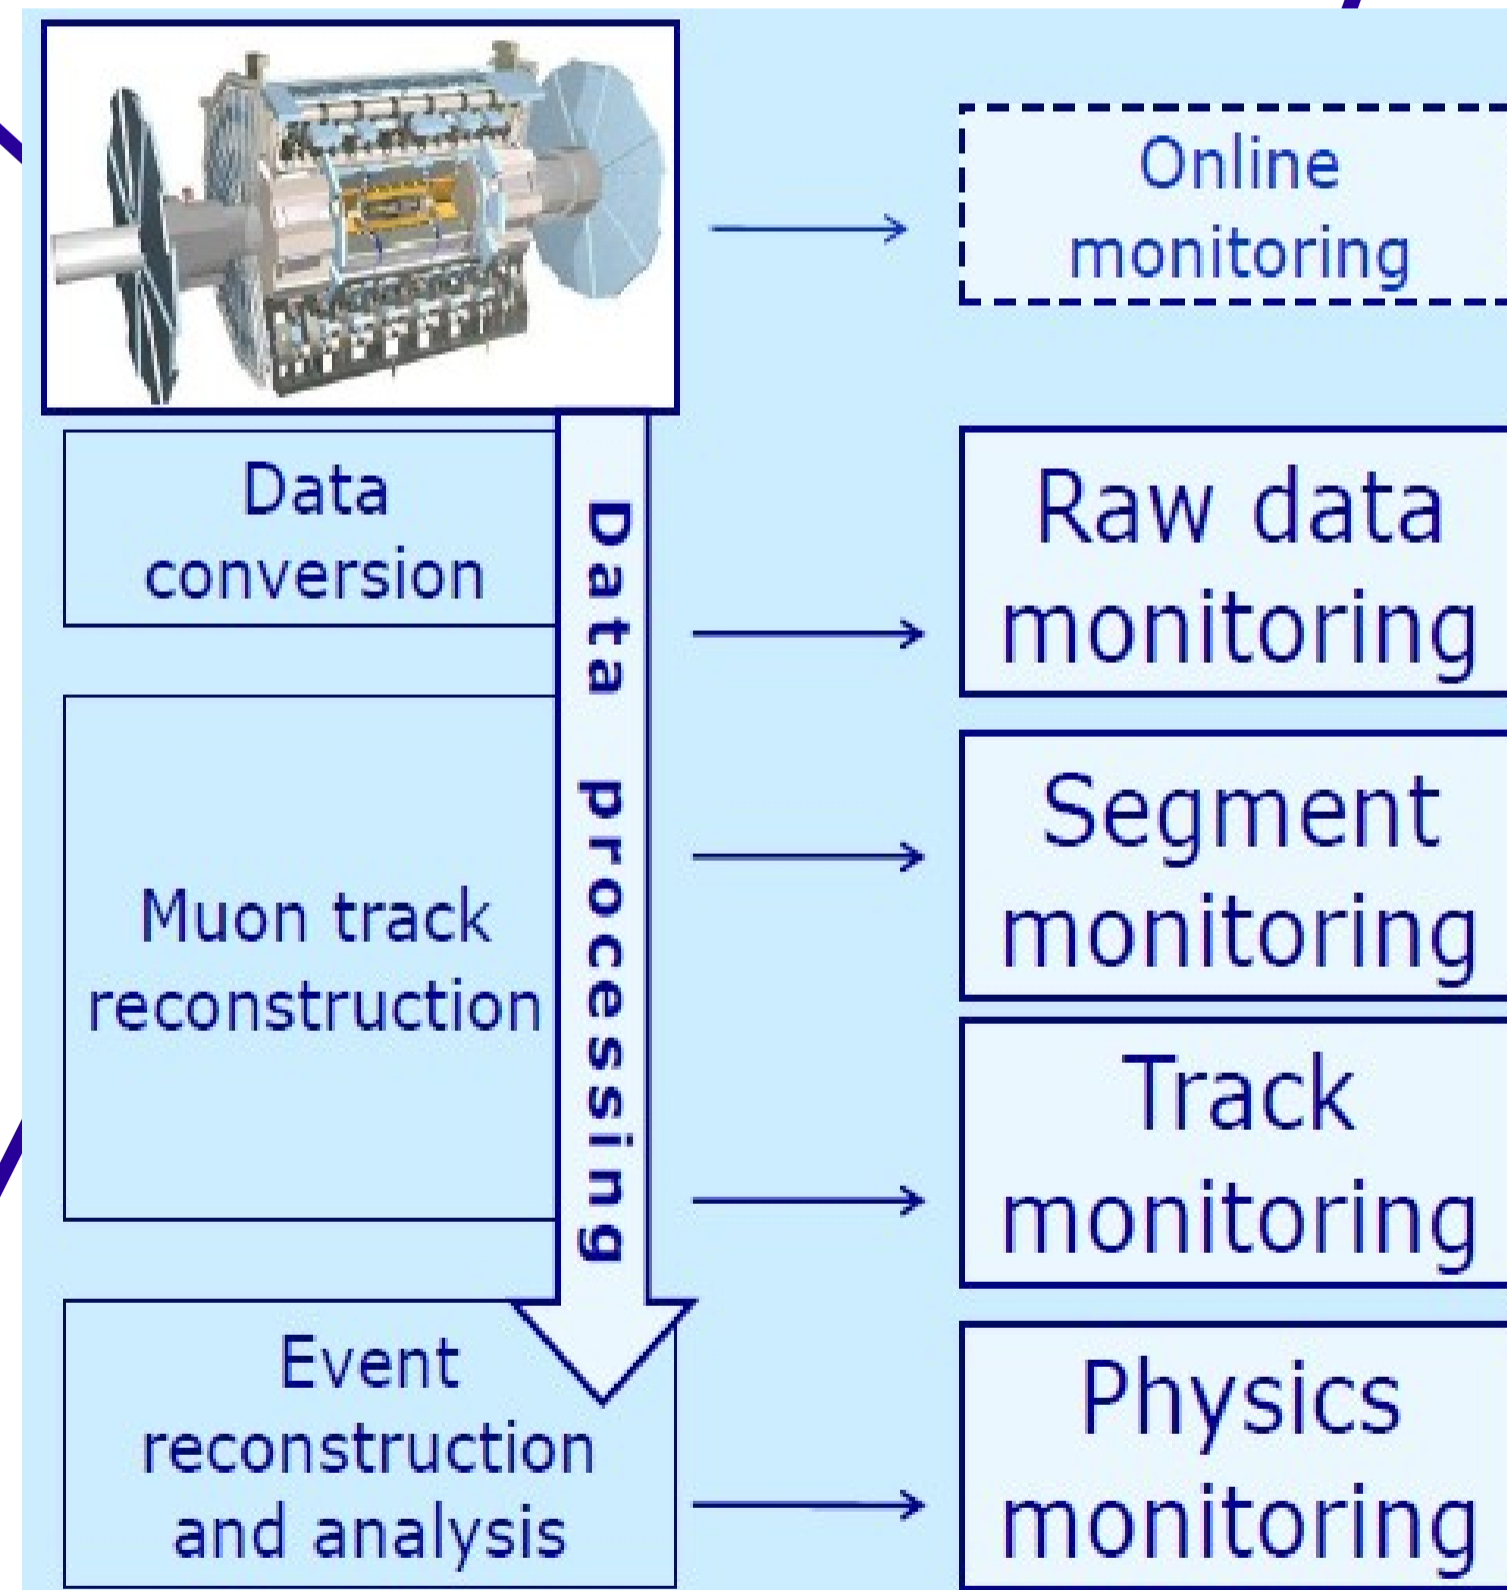 Online
monitoring
Data
conversion
Data processing
Raw data
monitoring
Muon track
reconstruction
Segment
monitoring
Track
monitoring
Event
reconstruction
and analysis
Physics
monitoring